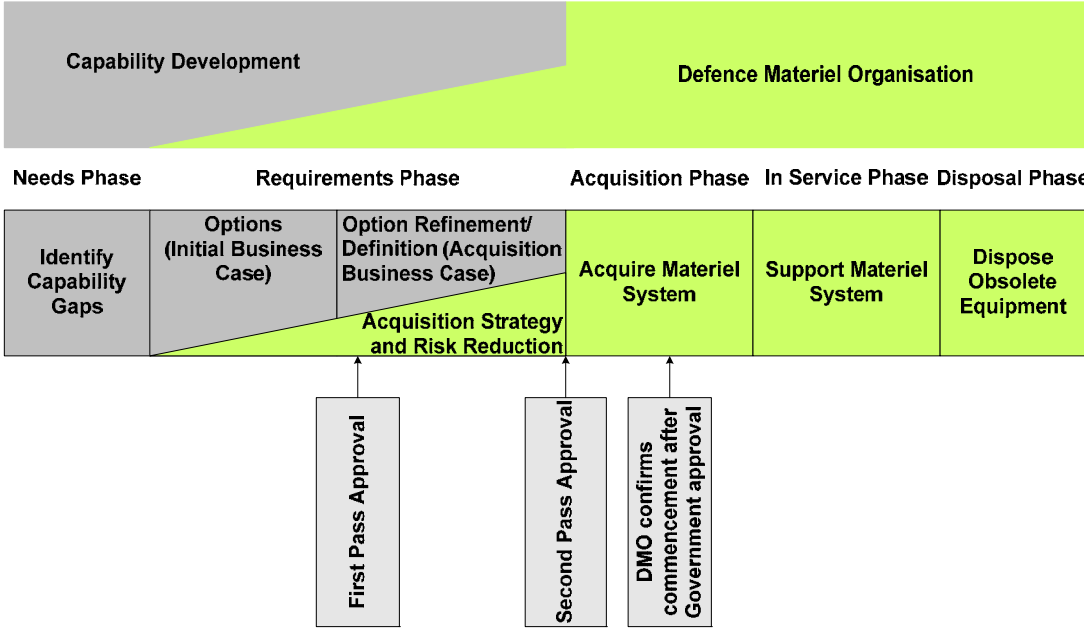 Capability Development
Defence Materiel Organisation
Needs Phase
Requirements Phase
Acquisition Phase
In Service Phase
Disposal Phase
Identify
Capability
Gaps
Options
(Initial Business
Case)
Option Refinement/
Definition (Acquisition
Business Case)
Acquisition Strategy
and Risk Reduction
Acquire Materiel
System
Support Materiel
System
Dispose
Obsolete
Equipment
First Pass Approval
Second Pass Approval
DMO confirms
commencement after
Government approval